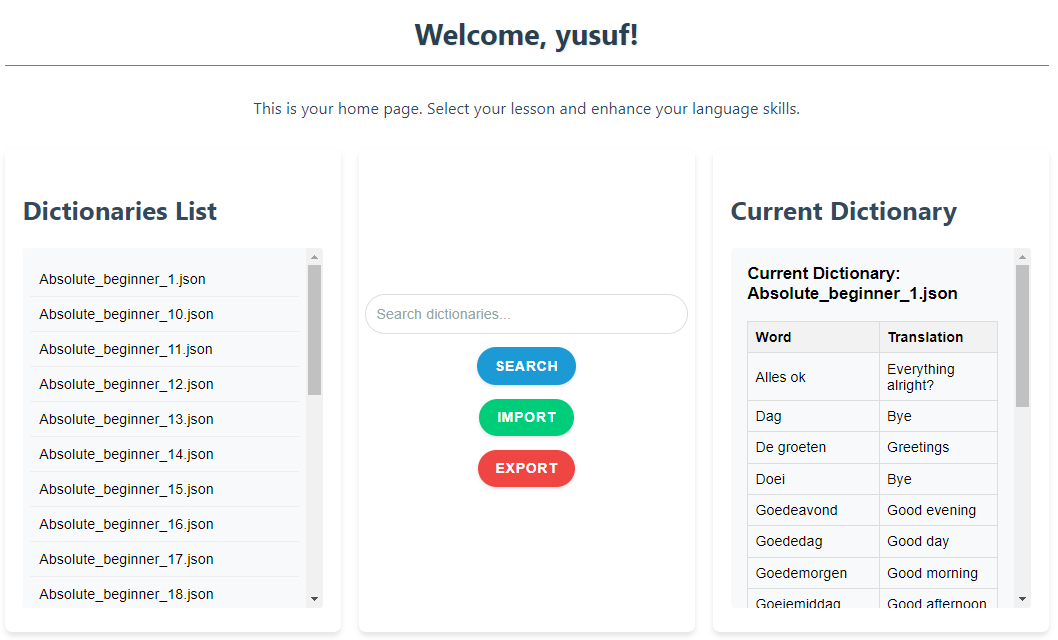 Welcome, yusuf!
This is your home page. Select your lesson and enhance your language skills.
Dictionaries List
Absolute_beginner_1.json
Absolute_beginner_10.json
Absolute_beginner_11.json
Absolute_beginner_12.json
Absolute_beginner_13.json
Absolute_beginner_14.json
Absolute_beginner_15.json
Absolute_beginner_16.json
Absolute_beginner_17.json
Absolute_beginner_18.json
Search dictionaries...
SEARCH
IMPORT
EXPORT
Current Dictionary
Current Dictionary:
Absolute_beginner_1.json
Word Translation
Alles ok Everything
alright?
Dag Bye
De groeten Greetings
Doei Bye
Goedeavond Good evening
Goededag Good day
Goedemorgen Good morning
Goeiemiddag Good afternoon